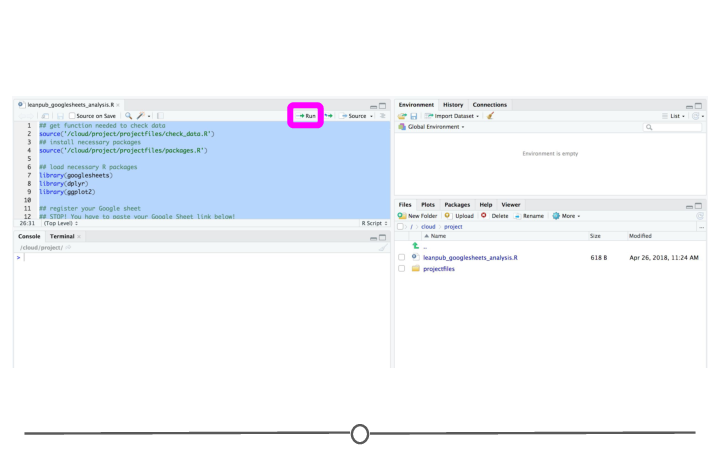 leanpub_googlesheets_analysis.R
Source on Save
Run
Source
1 ## get function needed to check data
2 source('/cloud/project/projectfiles/check_data.R')
3 ## install necessary packages
4 source('/cloud/project/projectfiles/packages.R')
5
6 ## load necessary R packages
7 library(googlesheets)
8 library(dplyr)
9 library(ggplot2)
10
11 ## register your Google sheet
12 ## STOP! You have to paste your Google Sheet link below!
26:31 (Top Level) R Script
Console Terminal
/cloud/project/
>
Environment History Connections
Import Dataset List
Global Environment
Environment is empty
Files Plots Packages Help Viewer
New Folder Upload Delete Rename More
/ cloud project ...
Name Size Modified
..
leanpub_googlesheets_analysis.R 618 B Apr 26, 2018, 11:24 AM
projectfiles